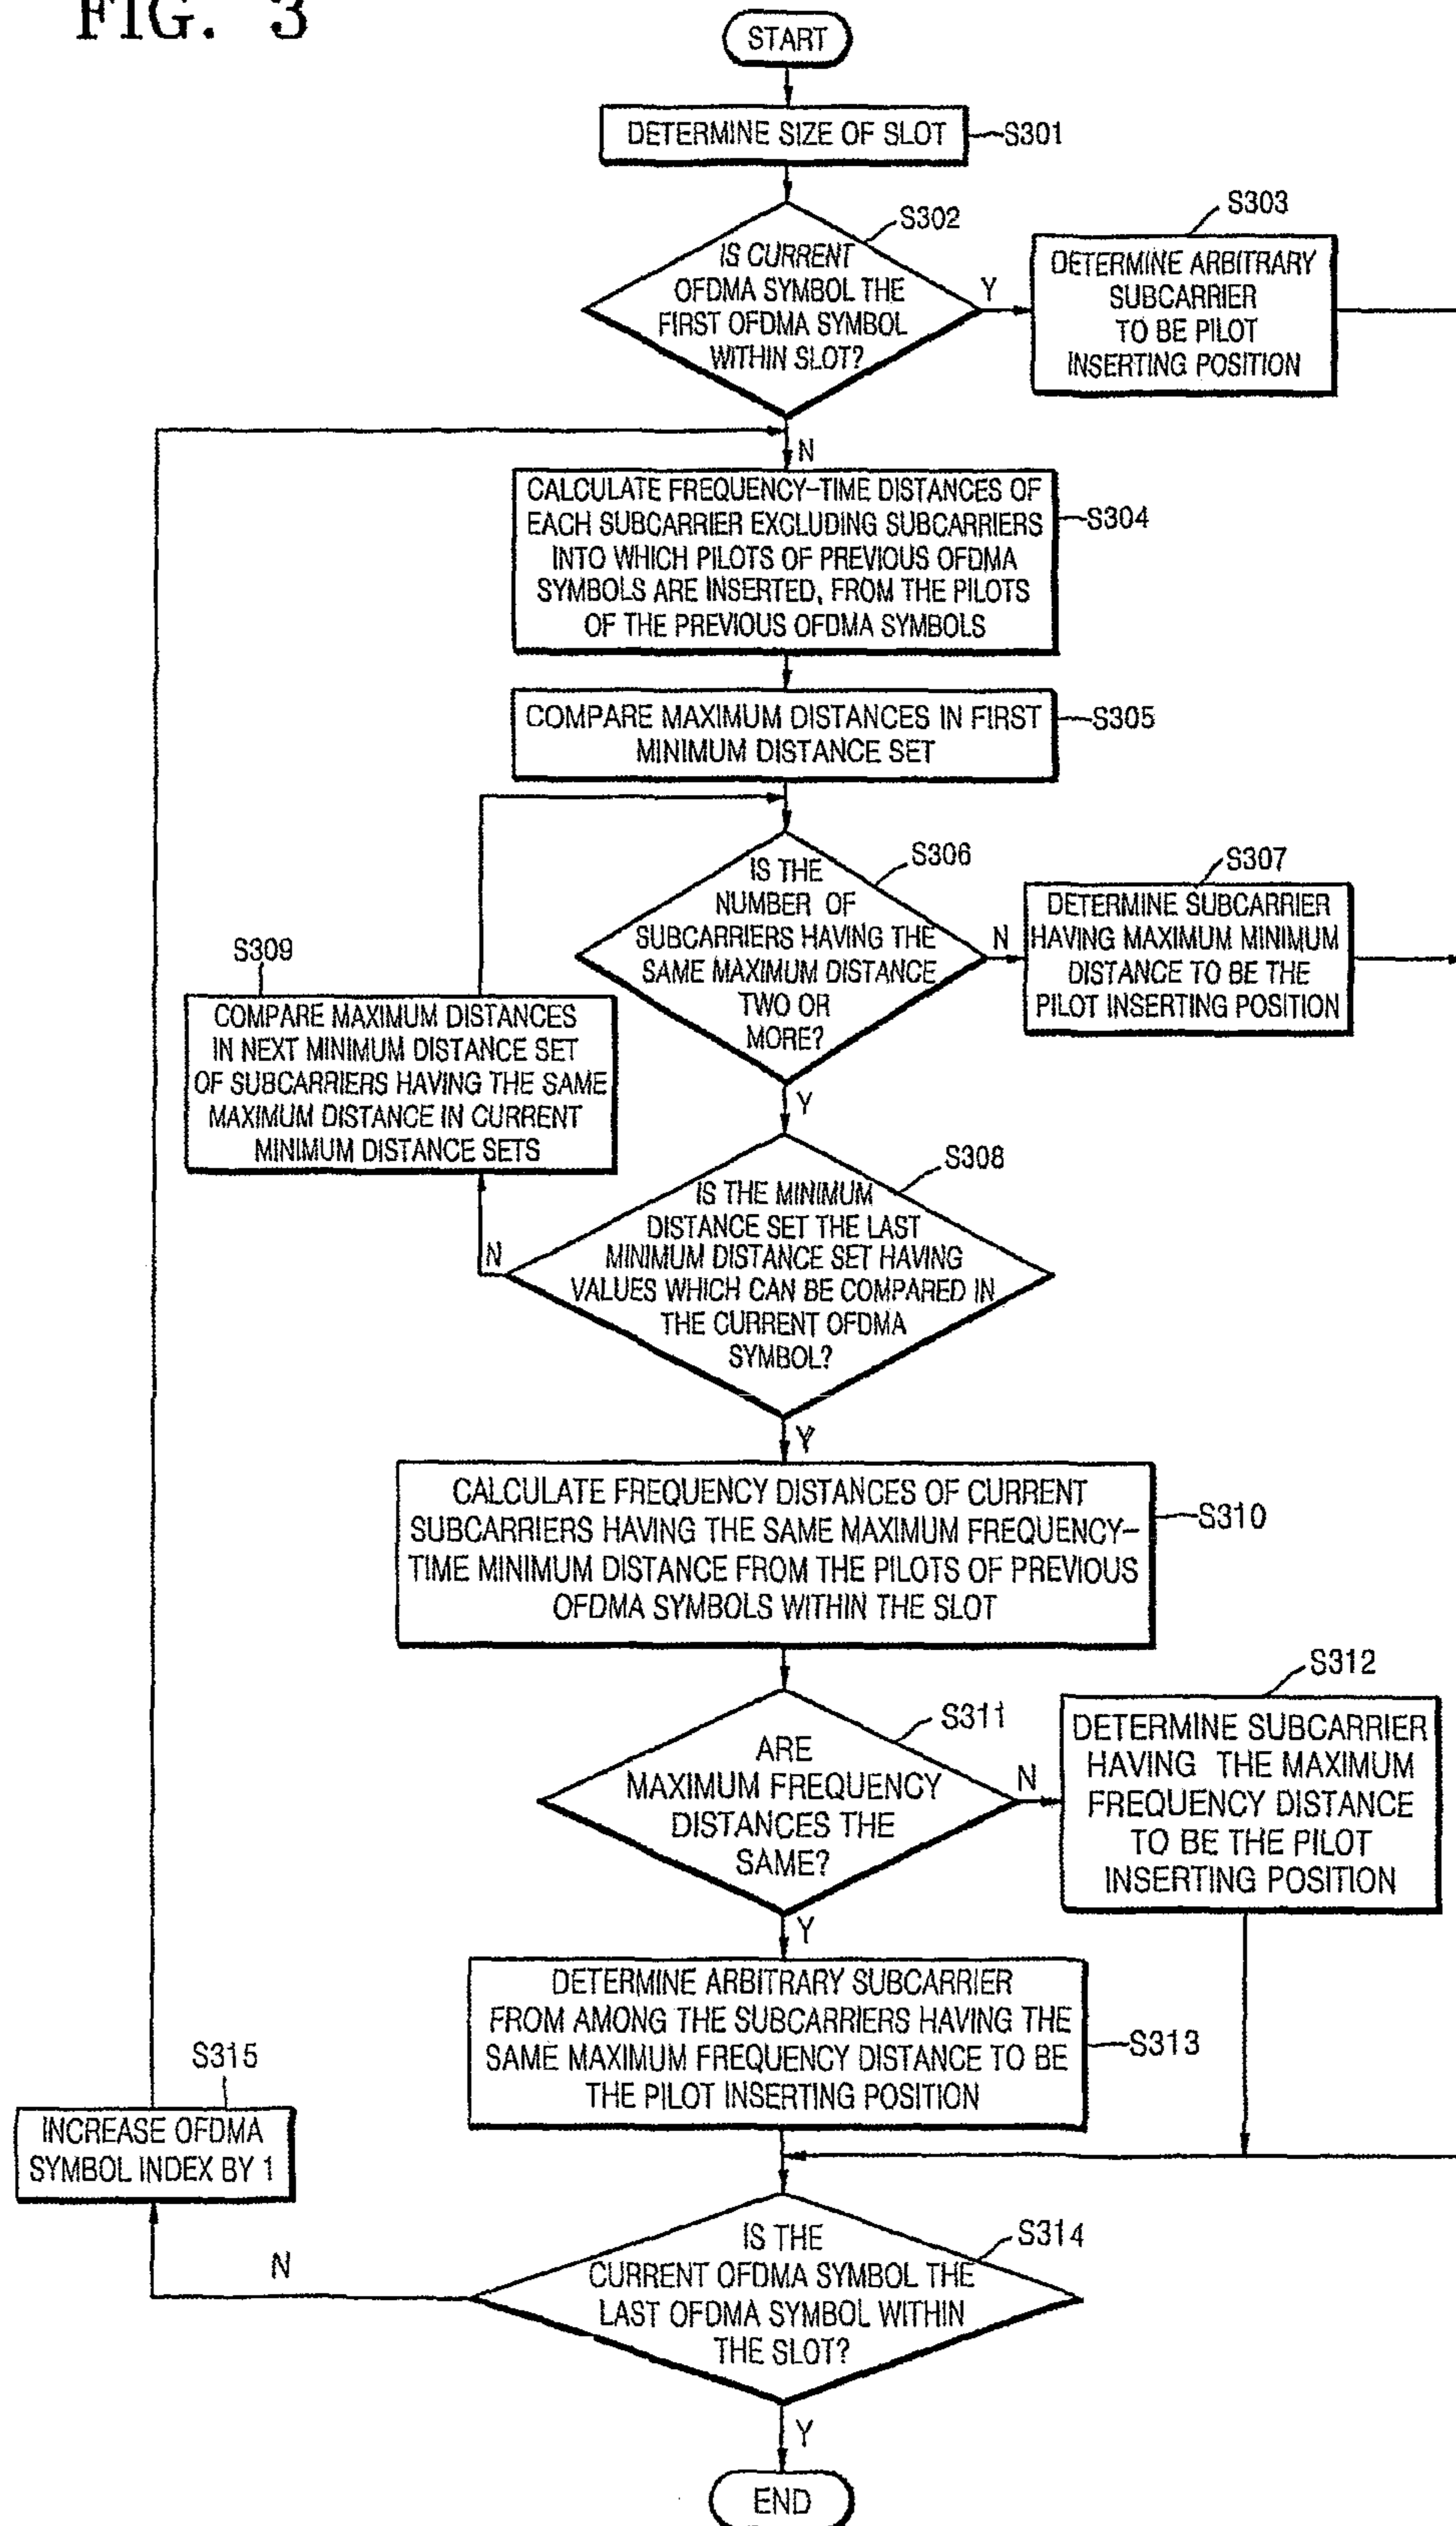 FIG. 3
START
DETERMINE SIZE OF SLOT
S301
S302
IS CURRENT
OFDMA SYMBOL THE
FIRST OFDMA SYMBOL
WITHIN SLOT?
Y
S303
DETERMINE ARBITRARY
SUBCARRIER
TO BE PILOT
INSERTING POSITION
N
CALCULATE FREQUENCY-TIME DISTANCES OF
EACH SUBCARRIER EXCLUDING SUBCARRIERS
INTO WHICH PILOTS OF PREVIOUS OFDMA
SYMBOLS ARE INSERTED, FROM THE PILOTS
OF THE PREVIOUS OFDMA SYMBOLS
S304
COMPARE MAXIMUM DISTANCES IN FIRST
MINIMUM DISTANCE SET
S305
S306
IS THE
NUMBER OF
SUBCARRIERS HAVING THE
SAME MAXIMUM DISTANCE
TWO OR
MORE?
N
S307
DETERMINE SUBCARRIER
HAVING MAXIMUM MINIMUM
DISTANCE TO BE THE
PILOT INSERTING POSITION
S309
COMPARE MAXIMUM DISTANCES
IN NEXT MINIMUM DISTANCE SET
OF SUBCARRIERS HAVING THE SAME
MAXIMUM DISTANCE IN CURRENT
MINIMUM DISTANCE SETS
Y
S308
IS THE MINIMUM
DISTANCE SET THE LAST
MINIMUM DISTANCE SET HAVING
VALUES WHICH CAN BE COMPARED IN
THE CURRENT OFDMA
SYMBOL?
N
Y
CALCULATE FREQUENCY DISTANCES OF CURRENT
SUBCARRIERS HAVING THE SAME MAXIMUM FREQUENCY-
TIME MINIMUM DISTANCE FROM THE PILOTS OF PREVIOUS
OFDMA SYMBOLS WITHIN THE SLOT
S310
S311
ARE
MAXIMUM FREQUENCY
DISTANCES THE
SAME?
N
S312
DETERMINE SUBCARRIER
HAVING THE MAXIMUM
FREQUENCY DISTANCE
TO BE THE PILOT
INSERTING POSITION
Y
DETERMINE ARBITRARY SUBCARRIER
FROM AMONG THE SUBCARRIERS HAVING THE
SAME MAXIMUM FREQUENCY DISTANCE TO BE
THE PILOT INSERTING POSITION
S313
S315
INCREASE OFDMA
SYMBOL INDEX BY 1
S314
IS THE
CURRENT OFDMA SYMBOL THE
LAST OFDMA SYMBOL WITHIN
THE SLOT?
N
Y
END